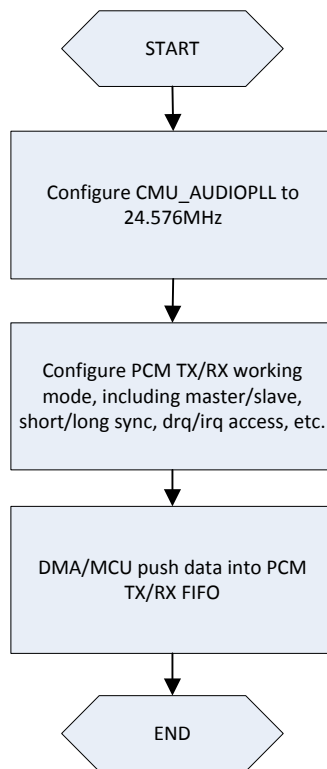 START
Configure CMU_AUDIOPLL to
24.576MHz
Configure PCM TX/RX working
mode, including master/slave,
short/long sync, drq/irq access, etc.
DMA/MCU push data into PCM
TX/RX FIFO
END